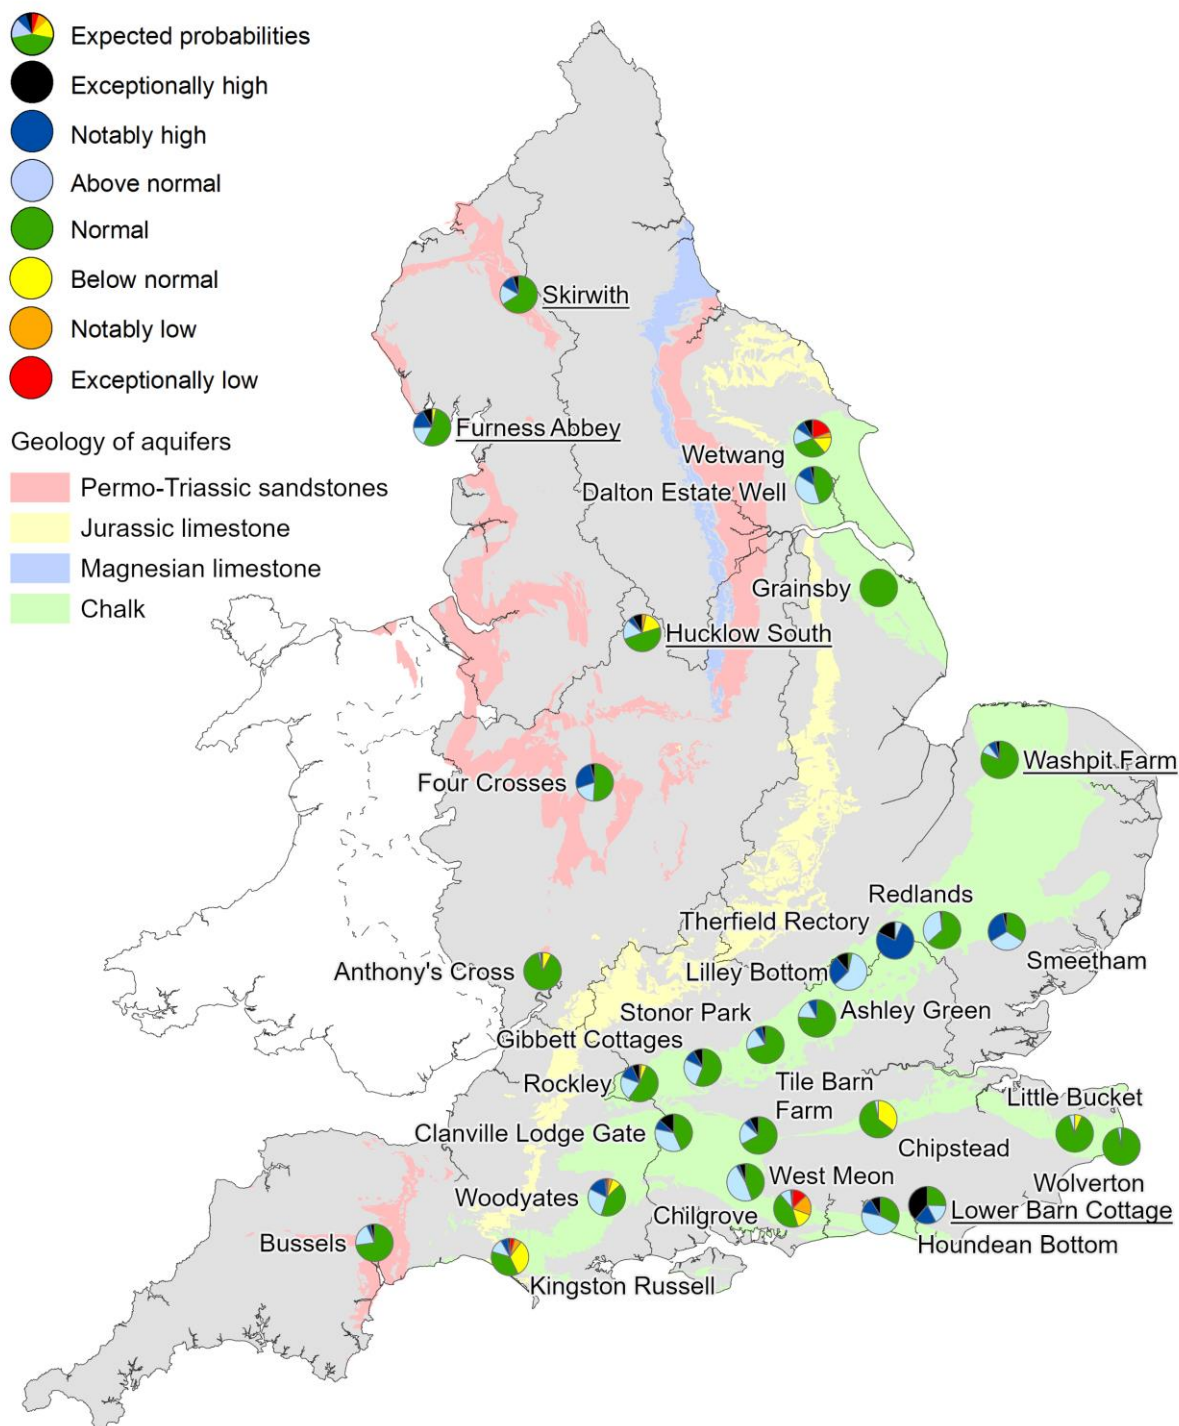 Expected probabilities
Exceptionally high
Notably high
Above normal
Normal
Below normal
Notably low
Exceptionally low
Geology of aquifers
Permo-Triassic sandstones
Jurassic limestone
Magnesian limestone
Chalk
Skirwith
Furness Abbey
Wetwang
Dalton Estate Well
Grainsby
Hucklow South
Washpit Farm
Four Crosses
Redlands
Therfield Rectory
Smeetham
Anthony's Cross
Lilley Bottom
Stonor Park
Ashley Green
Gibbett Cottages
Rockley
Tile Barn
Farm
Little Bucket
Clanville Lodge Gate
Chipstead
West Meon
Wolverton
Woodyates
Chilgrove
Lower Barn Cottage
Bussels
Houndean Bottom
Kingston Russell